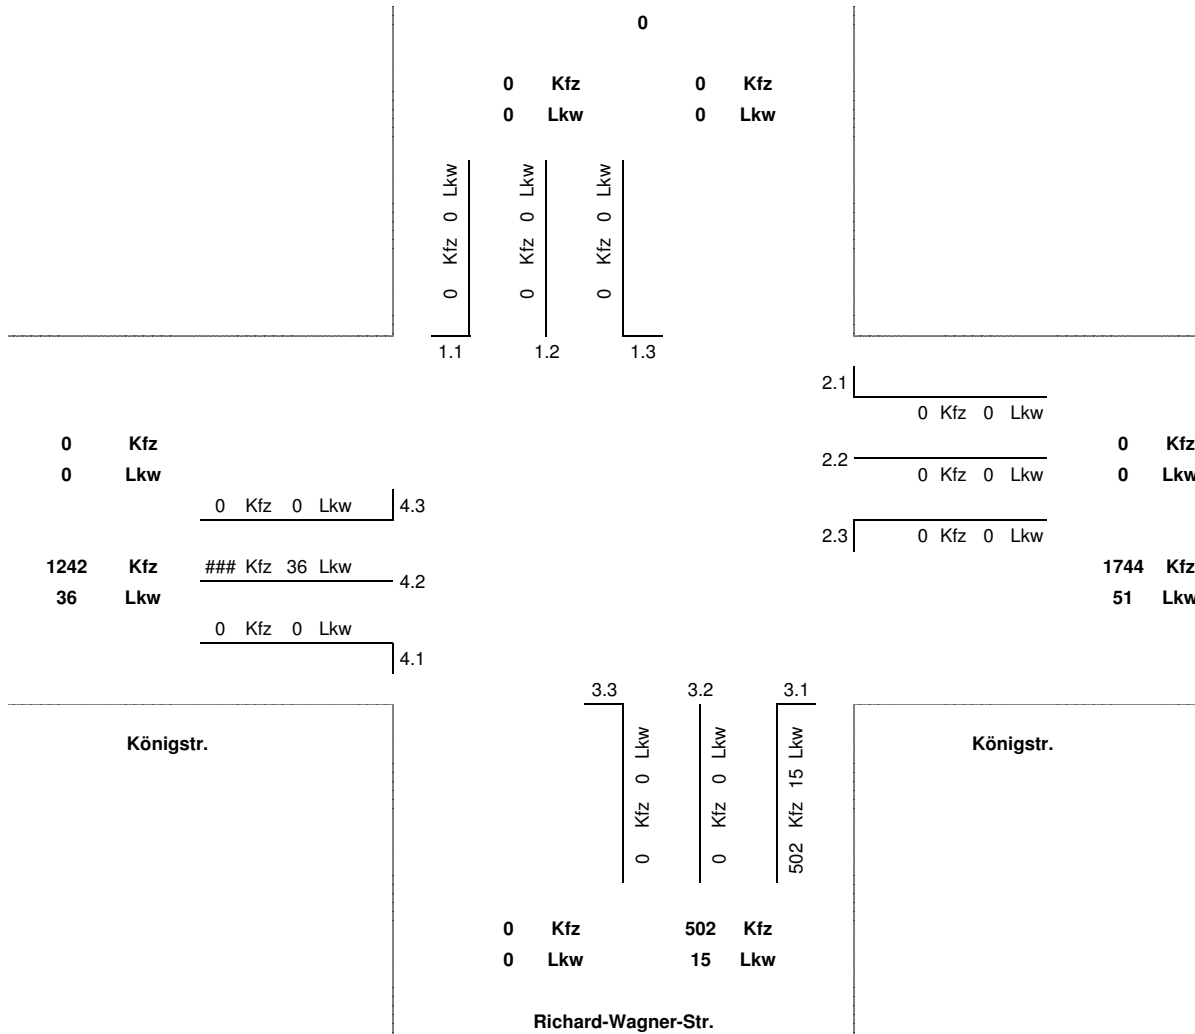 0
0 Kfz 0 Kfz
0 Lkw 0 Lkw
0 Kfz 0 Lkw
0 Kfz 0 Lkw
0 Kfz 0 Lkw
1.1 1.2 1.3
2.1
0 Kfz 0 Lkw
0 Kfz 0 Kfz
2.2
0 Lkw 0 Kfz 0 Lkw 0 Lkw
0 Kfz 0 Lkw 4.3
2.3 0 Kfz 0 Lkw
1242 Kfz ### Kfz 36 Lkw 1744 Kfz
4.2
36 Lkw 51 Lkw
0 Kfz 0 Lkw
4.1
3.3 3.2 3.1
Königstr. Königstr.
0 Kfz 0 Lkw
0 Kfz 0 Lkw
502 Kfz 15 Lkw
0 Kfz 502 Kfz
0 Lkw 15 Lkw
Richard-Wagner-Str.